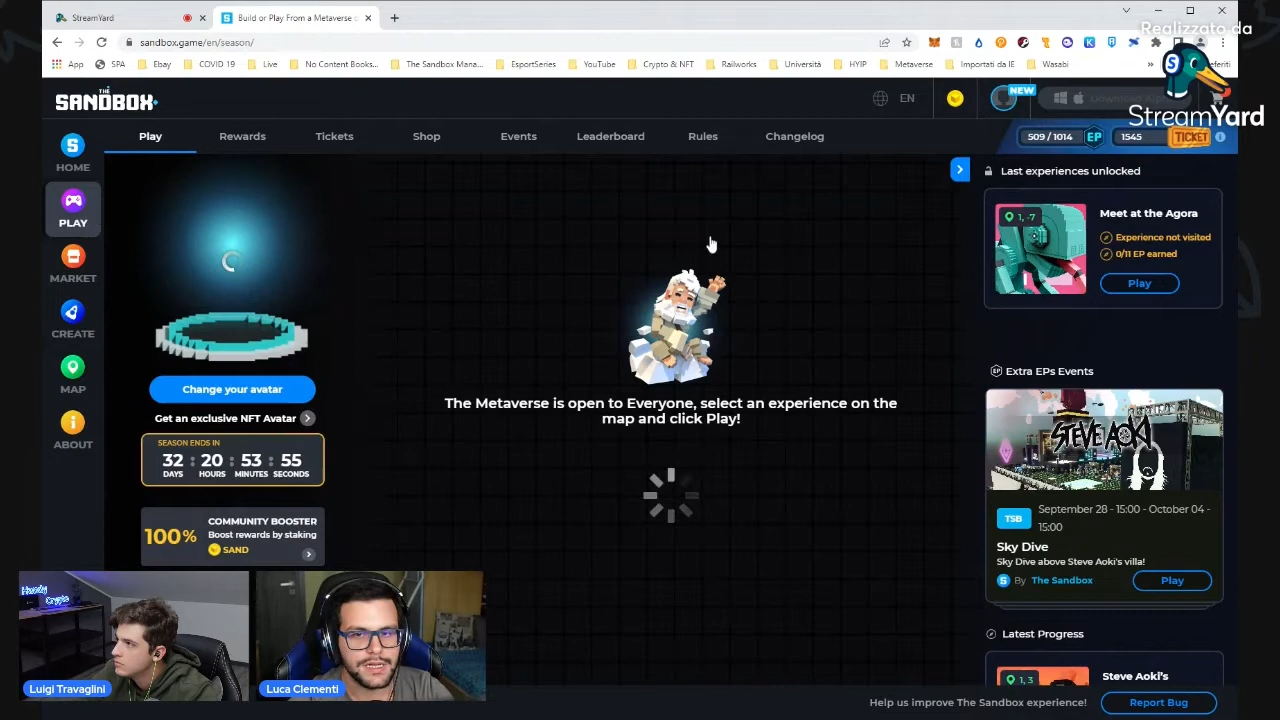 StreamYard
Build or Play From a Metaverse c
Realizzato da
StreamYard
sandbox.game/en/season/
App
SPA
Ebay
COVID 19
Live
No Content Books...
The Sandbox Mana...
iSportSeries
YouTube
Crypto & NFT
Railworks
Università
HYIP
Metaverse
Importati da IE
Wasabi
THE
SANDBOX
EN
NEW
Play
Rewards
Tickets
Shop
Events
Leaderboard
Rules
Changelog
509 / 1014
EP
1545
TICKET
HOME
PLAY
MARKET
CREATE
MAP
ABOUT
Change your avatar
Get an exclusive NFT Avatar
SEASON ENDS IN
32 : 20 : 53 : 55
DAYS HOURS MINUTES SECONDS
100%
COMMUNITY BOOSTER
Boost rewards by staking
SAND
The Metaverse is open to Everyone, select an experience on the
map and click Play!
Last experiences unlocked
1, -7
Meet at the Agora
Experience not visited
0/11 EP earned
Play
EP
Extra EPs Events
STEVE AOKI
TSB
September 28 - 15:00 - October 04 -
15:00
Sky Dive
Sky Dive above Steve Aoki's villa!
By The Sandbox
Play
Latest Progress
1, 3
Steve Aoki's
Help us improve The Sandbox experience!
Report Bug
Crypto
Luigi Travaglini
Luca Clementi